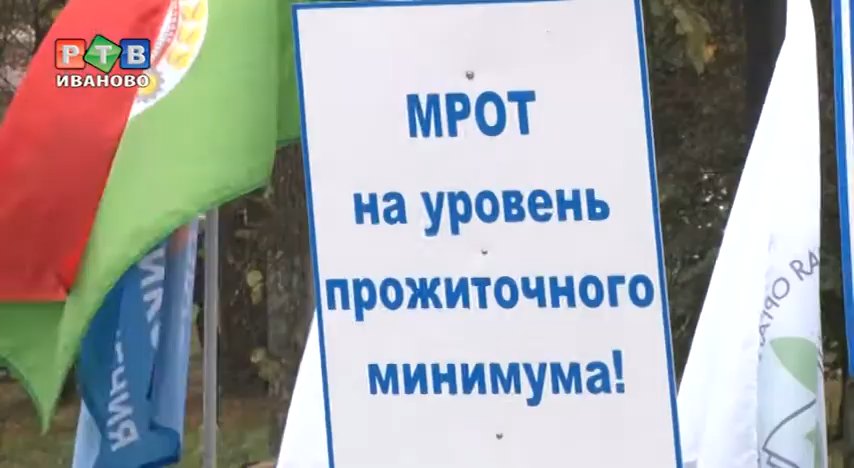 РТВ
ИВАНОВО
МРОТ
на уровень
прожиточного
минимума!